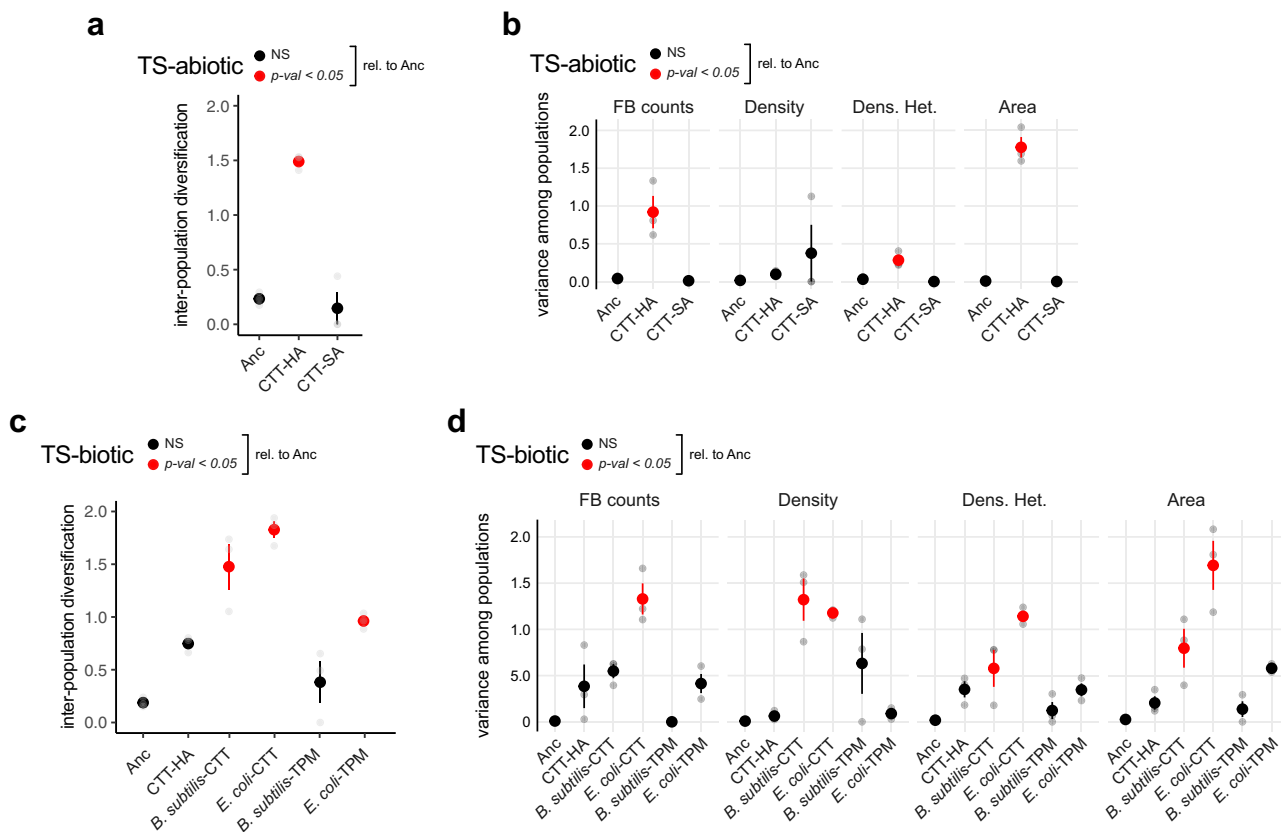 a
TS-abiotic
NS
p-val < 0.05
rel. to Anc
inter-population diversification
2.0
1.5
1.0
0.5
0.0
Anc
CTT-HA
CTT-SA
b
TS-abiotic
NS
p-val < 0.05
rel. to Anc
FB counts
Density
Dens. Het.
Area
variance among populations
2.0
1.5
1.0
0.5
0.0
Anc
CTT-HA
CTT-SA
Anc
CTT-HA
CTT-SA
Anc
CTT-HA
CTT-SA
Anc
CTT-HA
CTT-SA
c
TS-biotic
NS
p-val < 0.05
rel. to Anc
inter-population diversification
2.0
1.5
1.0
0.5
0.0
Anc
CTT-HA
B. subtilis-CTT
E. coli-CTT
B. subtilis-TPM
E. coli-TPM
d
TS-biotic
NS
p-val < 0.05
rel. to Anc
FB counts
Density
Dens. Het.
Area
variance among populations
2.0
1.5
1.0
5.0
0
Anc
CTT-HA
B. subtilis-CTT
E. coli-CTT
B. subtilis-TPM
E. coli-TPM
Anc
CTT-HA
B. subtilis-CTT
E. coli-CTT
B. subtilis-TPM
E. coli-TPM
Anc
CTT-HA
B. subtilis-CTT
E. coli-CTT
B. subtilis-TPM
E. coli-TPM
Anc
CTT-HA
B. subtilis-CTT
E. coli-CTT
B. subtilis-TPM
E. coli-TPM